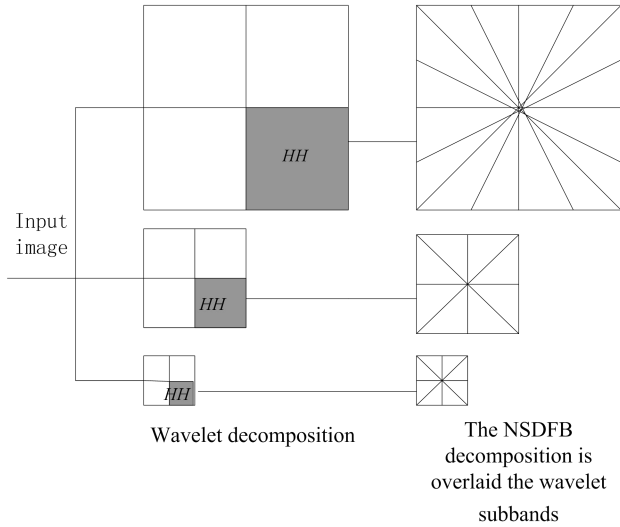 HH
Input
image
HH
HH
Wavelet decomposition
The NSDFB
decomposition is
overlaid the wavelet
subbands